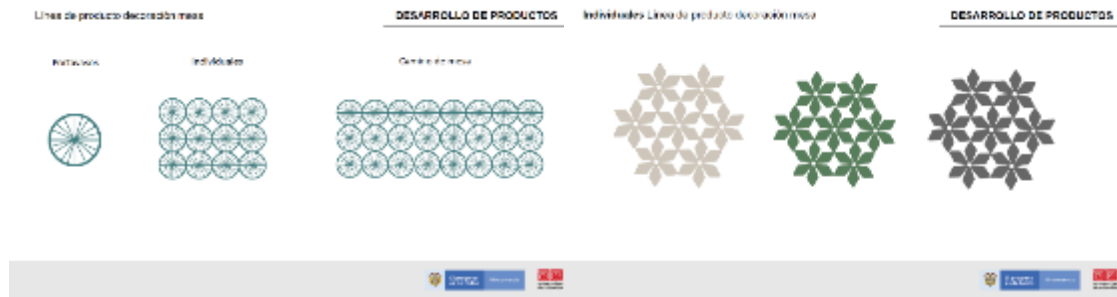 Línea de producto decoración mesa
DESARROLLO DE PRODUCTOS
Portavasos
Individuales
Camino de mesa
Individuales Línea de producto decoración mesa
DESARROLLO DE PRODUCTOS